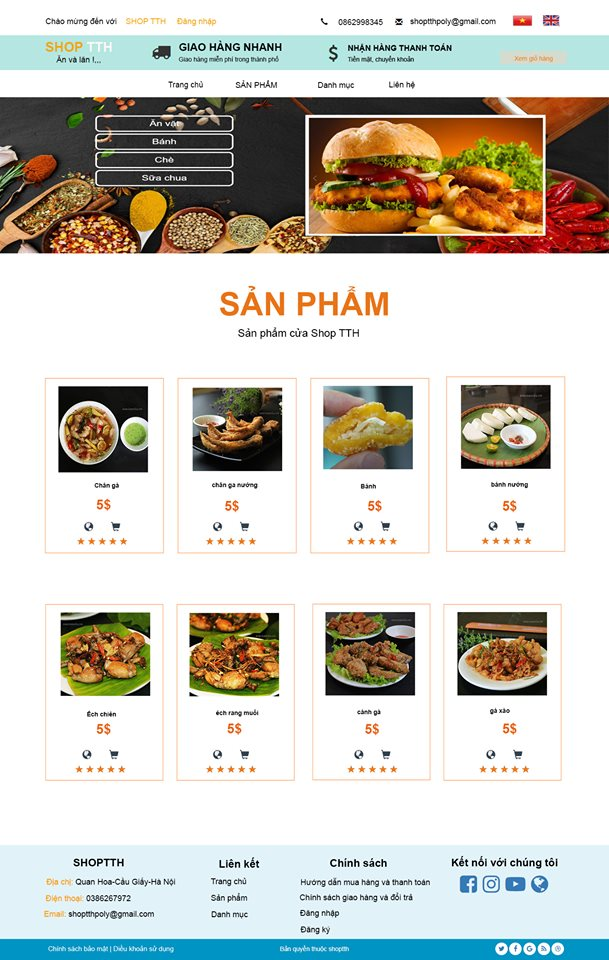 Chào mừng đến với SHOP TTH Đăng nhập 0862998345 shoptthpoly@gmail.com
SHOP TTH
Ăn và lăn !,..
GIAO HÀNG NHANH
Giao hàng miễn phí trong thành phố
NHẬN HÀNG THANH TOÁN
Tiền mặt, chuyển khoản
Xem giỏ hàng
Trang chủ SẢN PHẨM Danh mục Liên hệ
Ăn vặt
Bánh
Chè
Sữa chua
SẢN PHẨM
Sản phẩm cửa Shop TTH
Chân gà
5$
chân ga nướng
5$
Bành
5$
bành nướng
5$
Ếch chiên
5$
ếch rang muối
5$
cánh gà
5$
gà xào
5$
SHOPTTH
Địa chị: Quan Hoa-Cầu Giấy-Hà Nội
Điện thoại: 0386267972
Email: shoptthpoly@gmail.com
Liên kết
Trang chủ
Sản phẩm
Danh mục
Chính sách
Hướng dẫn mua hàng và thanh toán
Chính sách giao hàng và đổi trả
Đăng nhập
Đăng ký
Kết nối với chúng tôi
Chính sách bảo mật | Diều khoản sử dụng
Bản quyền thuộc shoptth